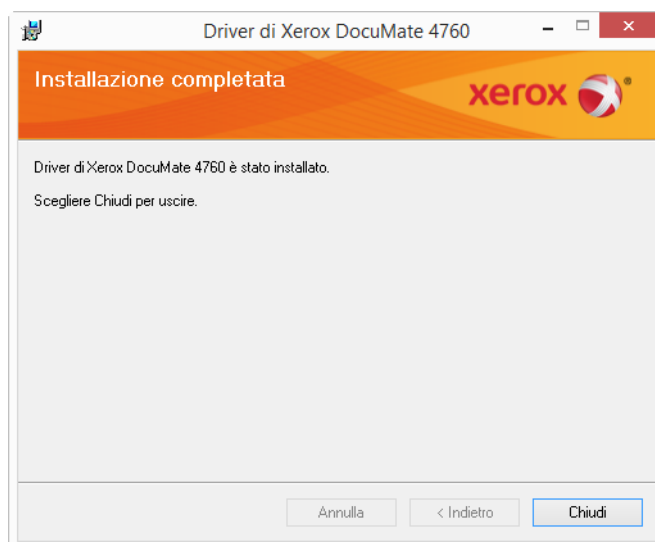 Driver di Xerox DocuMate 4760
Installazione completata
xerox
Driver di Xerox DocuMate 4760 è stato installato.
Scegliere Chiudi per uscire.
Annulla
< Indietro
Chiudi